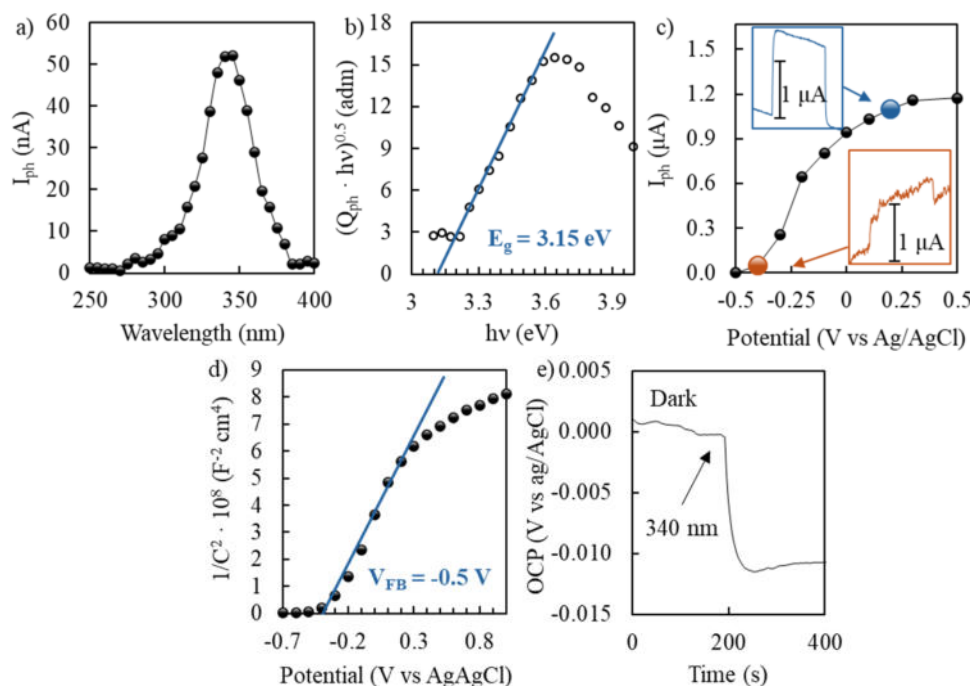 a)
60
50
40
30
20
10
0
I_ph (nA)
250 300 350 400
Wavelength (nm)
b)
18
15
12
9
6
3
0
(Q_ph · hν)^0.5 (adm)
E_g = 3.15 eV
3 3.3 3.6 3.9
hν (eV)
c)
1.5
1.2
0.9
0.6
0.3
0.0
I_ph (μA)
1 μA
1 μA
-0.5 -0.25 0 0.25 0.5
Potential (V vs Ag/AgCl)
d)
9
8
7
6
5
4
3
2
1
0
1/C² · 10⁸ (F⁻² cm⁴)
V_FB = -0.5 V
-0.7 -0.2 0.3 0.8
Potential (V vs AgAgCl)
e)
0.005
0.000
-0.005
-0.010
-0.015
OCP (V vs ag/AgCl)
Dark
340 nm
0 200 400
Time (s)